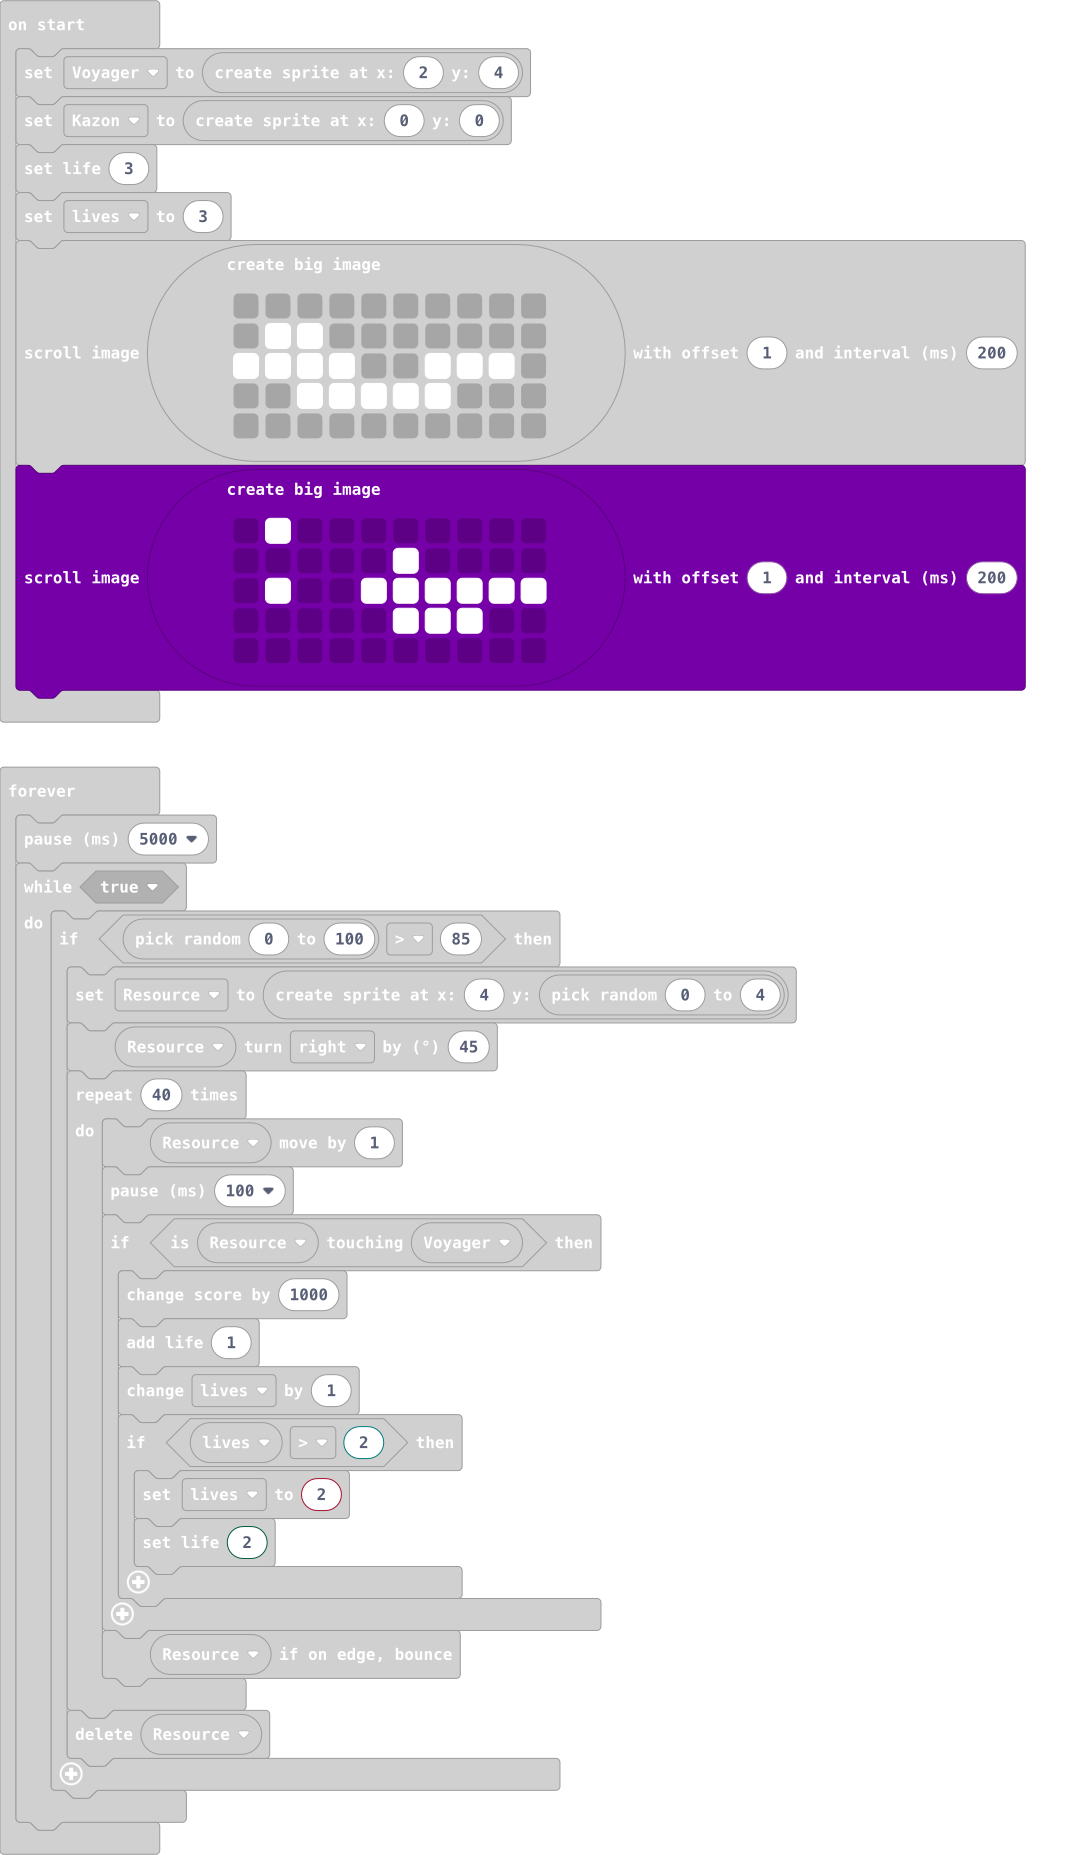 on start
set Voyager to create sprite at x: 2 y: 4
set Kazon to create sprite at x: 0 y: 0
set life 3
set lives to 3
create big image
scroll image with offset 1 and interval (ms) 200
create big image
scroll image with offset 1 and interval (ms) 200
forever
pause (ms) 5000
while true
do
if pick random 0 to 100 > 85 then
set Resource to create sprite at x: 4 y: pick random 0 to 4
Resource turn right by (°) 45
repeat 40 times
do
Resource move by 1
pause (ms) 100
if is Resource touching Voyager then
change score by 1000
add life 1
change lives by 1
if lives > 2 then
set lives to 2
set life 2
Resource if on edge, bounce
delete Resource